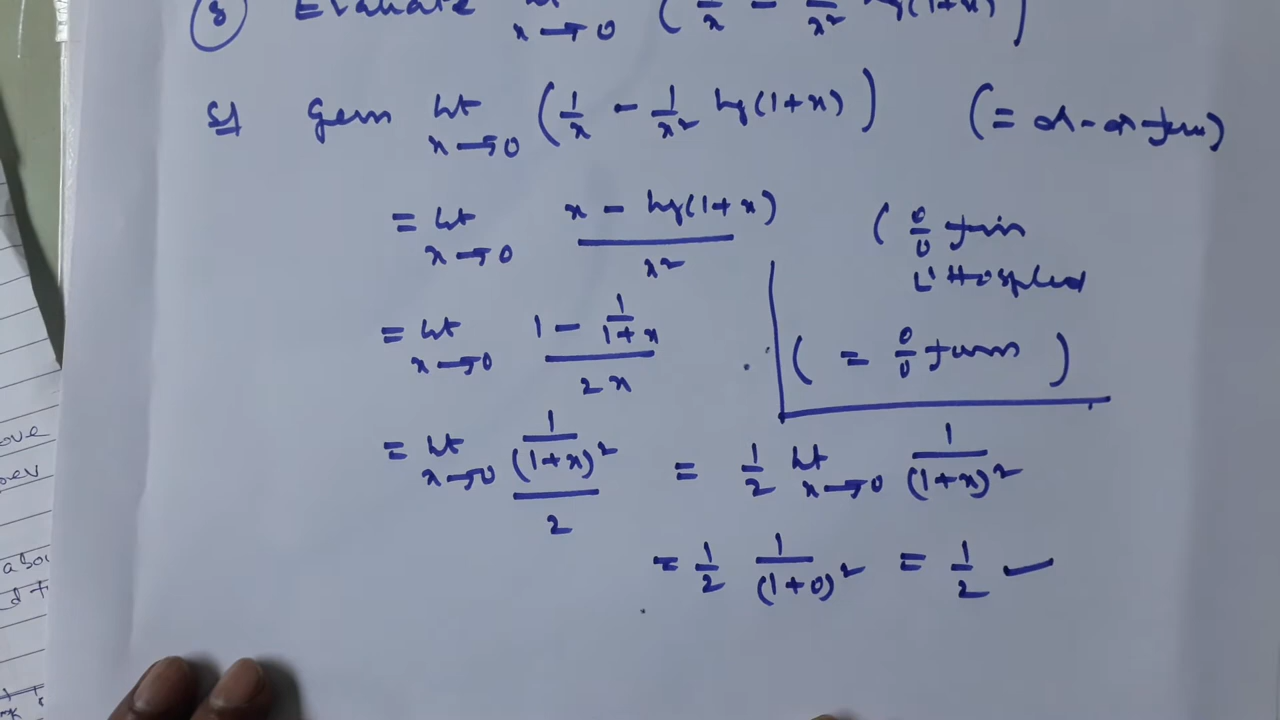 (8) Evaluate lt x→0 (1/x - 1/x² log(1+x))
Sol Given lt x→0 (1/x - 1/x² log(1+x)) (= ∞-∞ form)
= lt x→0 (x - log(1+x))/x² (0/0 form
L'Hospital
= lt x→0 (1 - 1/(1+x))/2x ( = 0/0 form )
= lt x→0 (1/(1+x)²)/2 = 1/2 lt x→0 1/(1+x)²
= 1/2 1/(1+0)² = 1/2